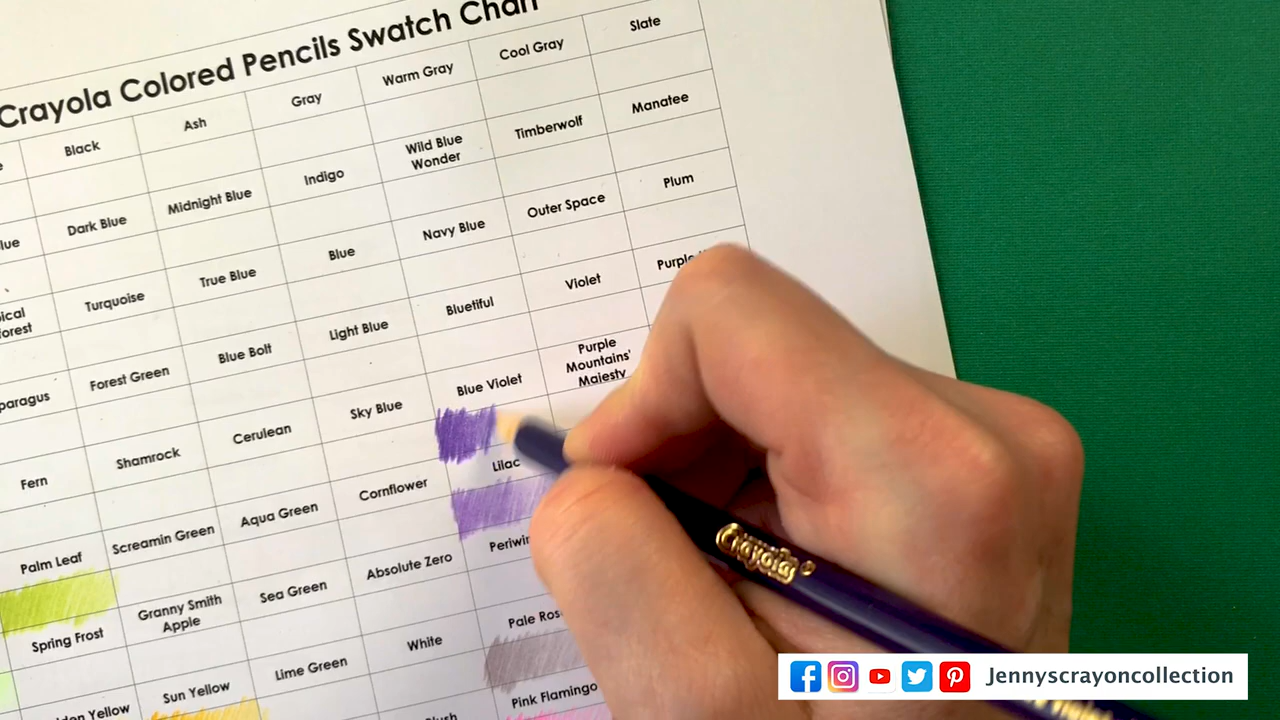 Crayola Colored Pencils Swatch Chart
Slate
Cool Gray
Warm Gray
Gray
Ash
Black
Manatee
Timberwolf
Wild Blue
Wonder
Indigo
Midnight Blue
Dark Blue
Plum
Outer Space
Navy Blue
Blue
True Blue
Turquoise
Violet
Bluetiful
Light Blue
Blue Bolt
Forest Green
Purple
Mountains'
Majesty
Blue Violet
Sky Blue
Cerulean
Shamrock
Fern
Lilac
Cornflower
Aqua Green
Screamin Green
Palm Leaf
Absolute Zero
Sea Green
Granny Smith
Apple
Spring Frost
Pale Ros
White
Lime Green
Sun Yellow
Yellow
Pink Flamingo
Crayola
Jennyscrayoncollection